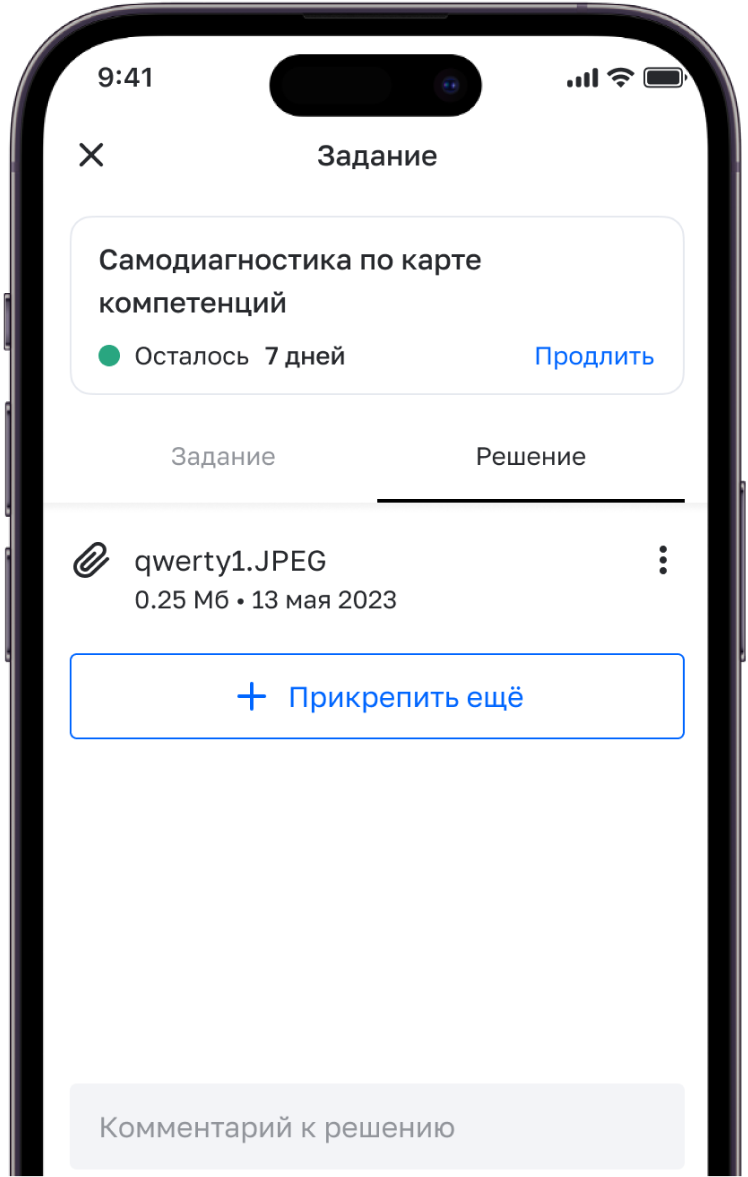 9:41
Задание
Самодиагностика по карте
компетенций
Осталось 7 дней
Продлить
Задание
Решение
qwerty1.JPEG
0.25 Мб • 13 мая 2023
+ Прикрепить ещё
Комментарий к решению